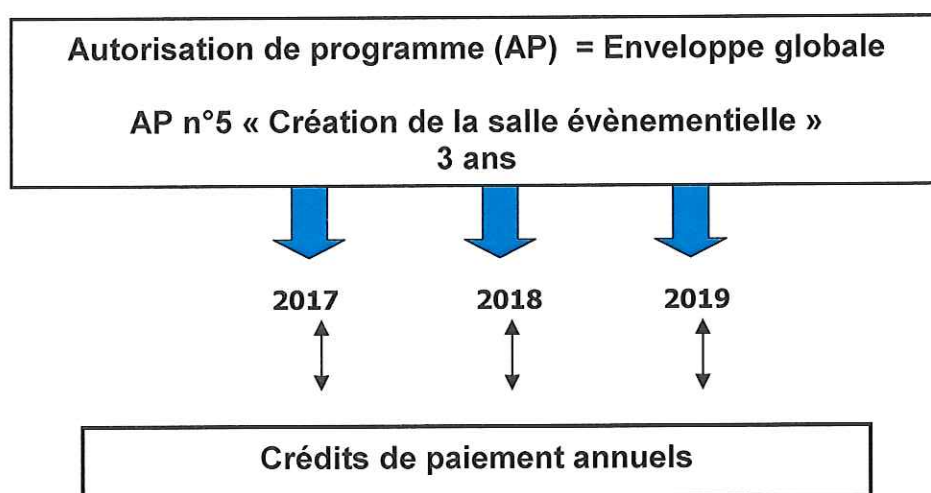 Autorisation de programme (AP) = Enveloppe globale
AP n°5 « Création de la salle évènementielle »
3 ans
2017 2018 2019
Crédits de paiement annuels